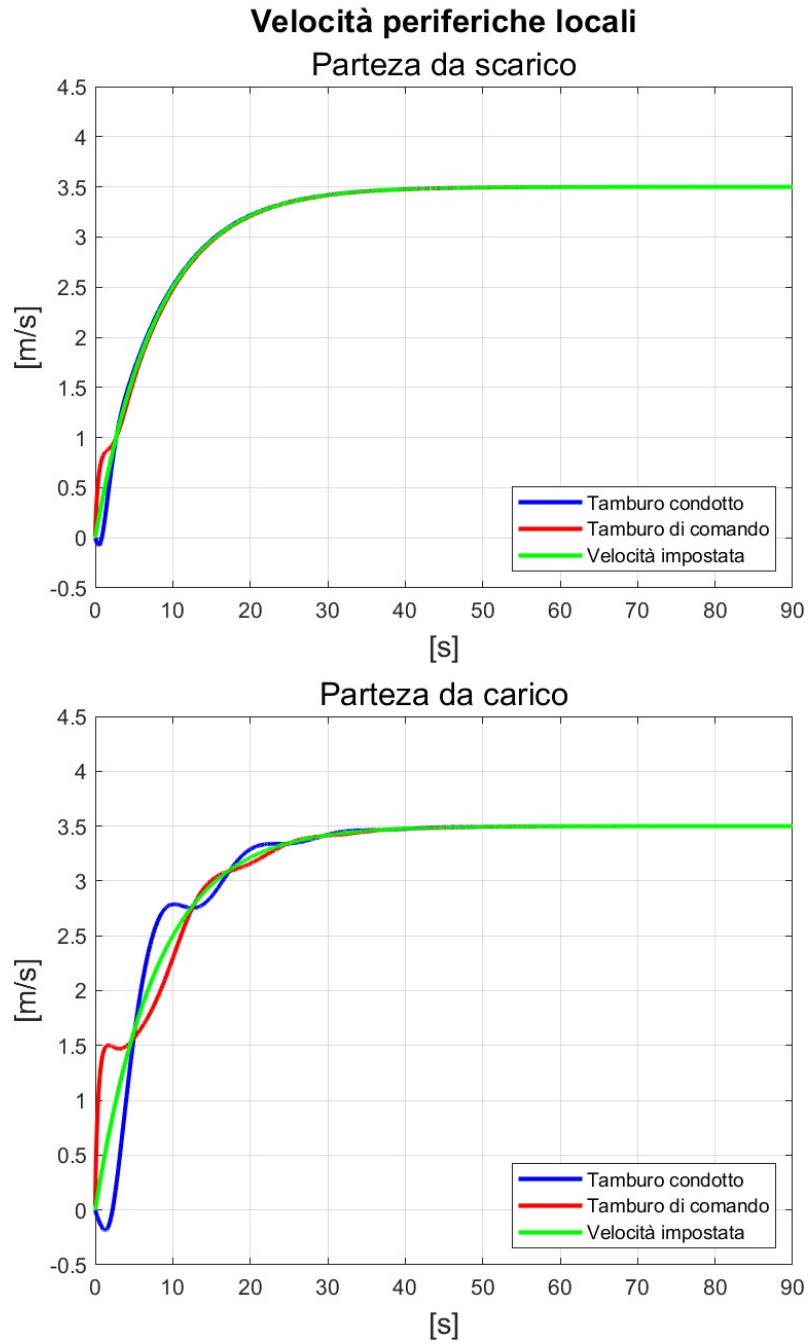 Velocità periferiche locali
Parteza da scarico
4.5
4
3.5
3
2.5
2
1.5
1
0.5
0
-0.5
[m/s]
Tamburo condotto
Tamburo di comando
Velocità impostata
0 10 20 30 40 50 60 70 80 90
[s]
Parteza da carico
4.5
4
3.5
3
2.5
2
1.5
1
0.5
0
-0.5
[m/s]
Tamburo condotto
Tamburo di comando
Velocità impostata
0 10 20 30 40 50 60 70 80 90
[s]